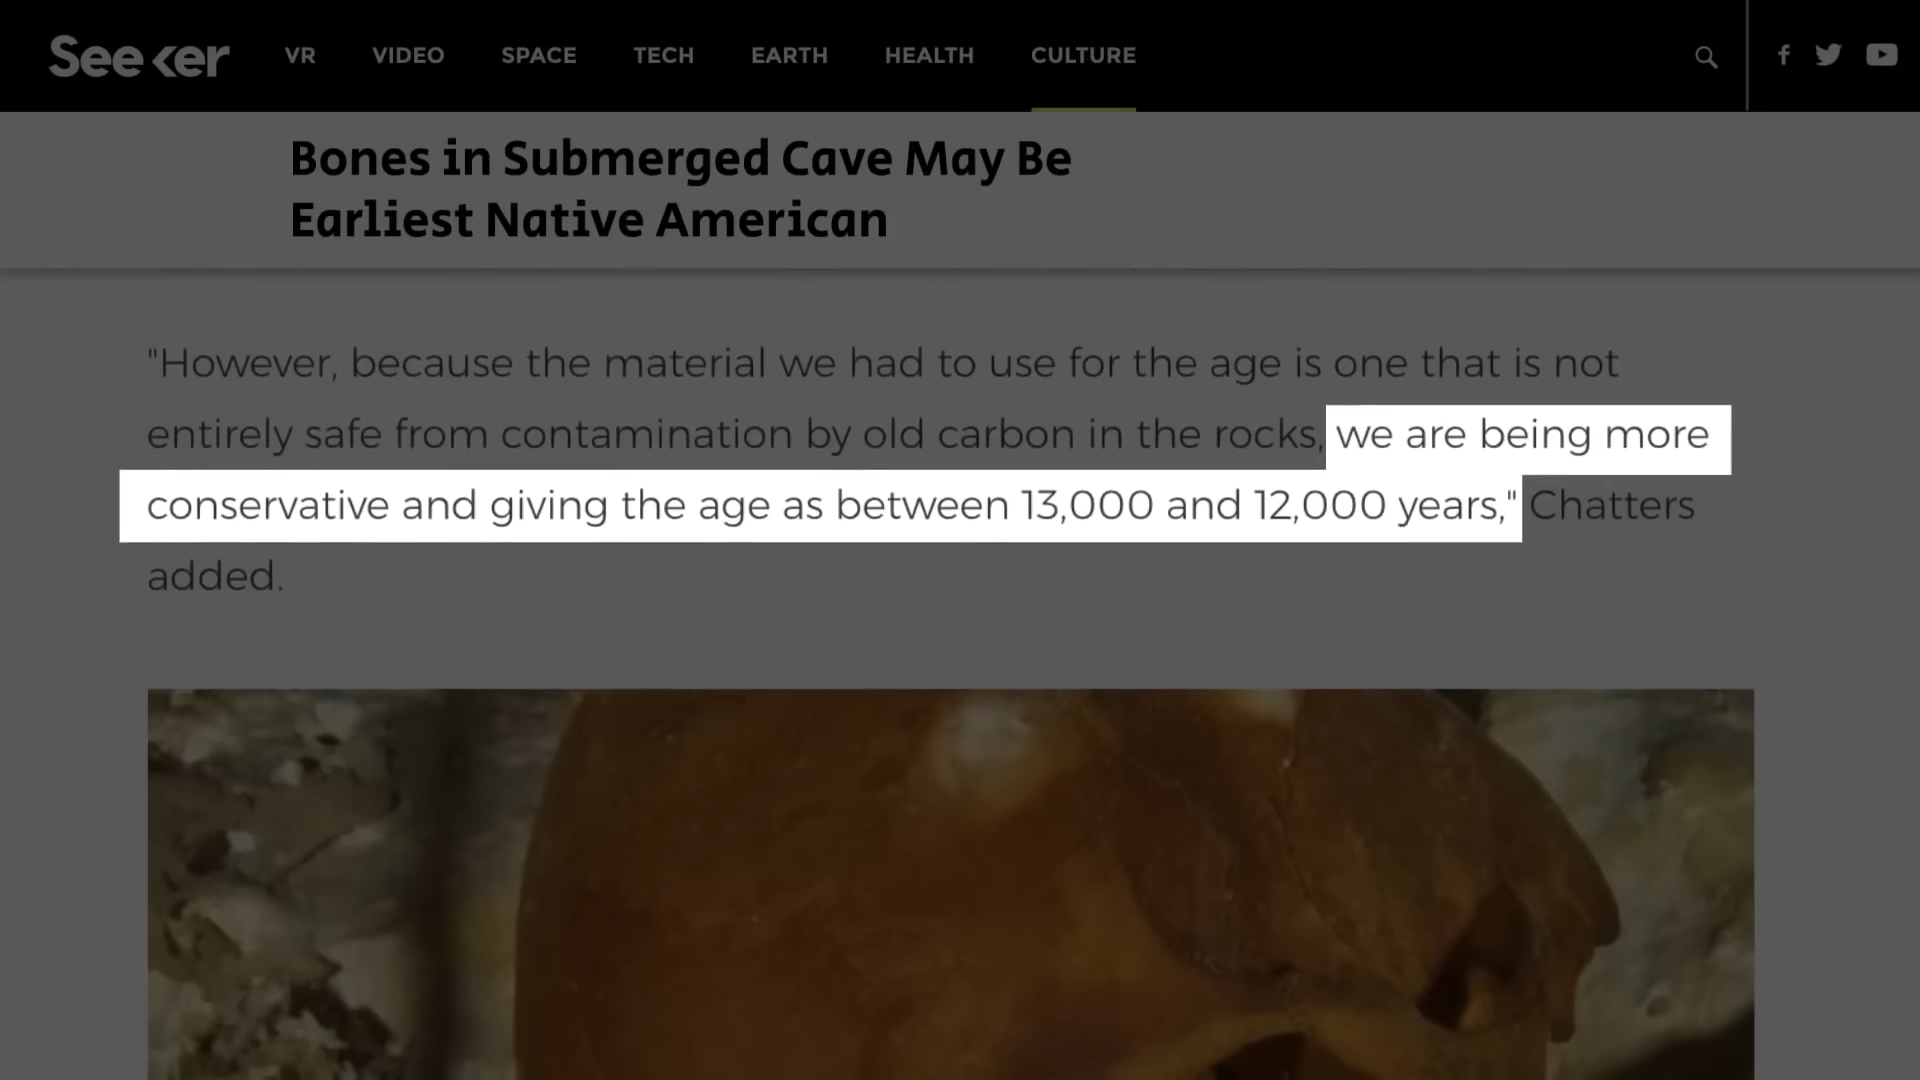 Seeker VR VIDEO SPACE TECH EARTH HEALTH CULTURE
Bones in Submerged Cave May Be
Earliest Native American
"However, because the material we had to use for the age is one that is not
entirely safe from contamination by old carbon in the rocks, we are being more
conservative and giving the age as between 13,000 and 12,000 years," Chatters
added.